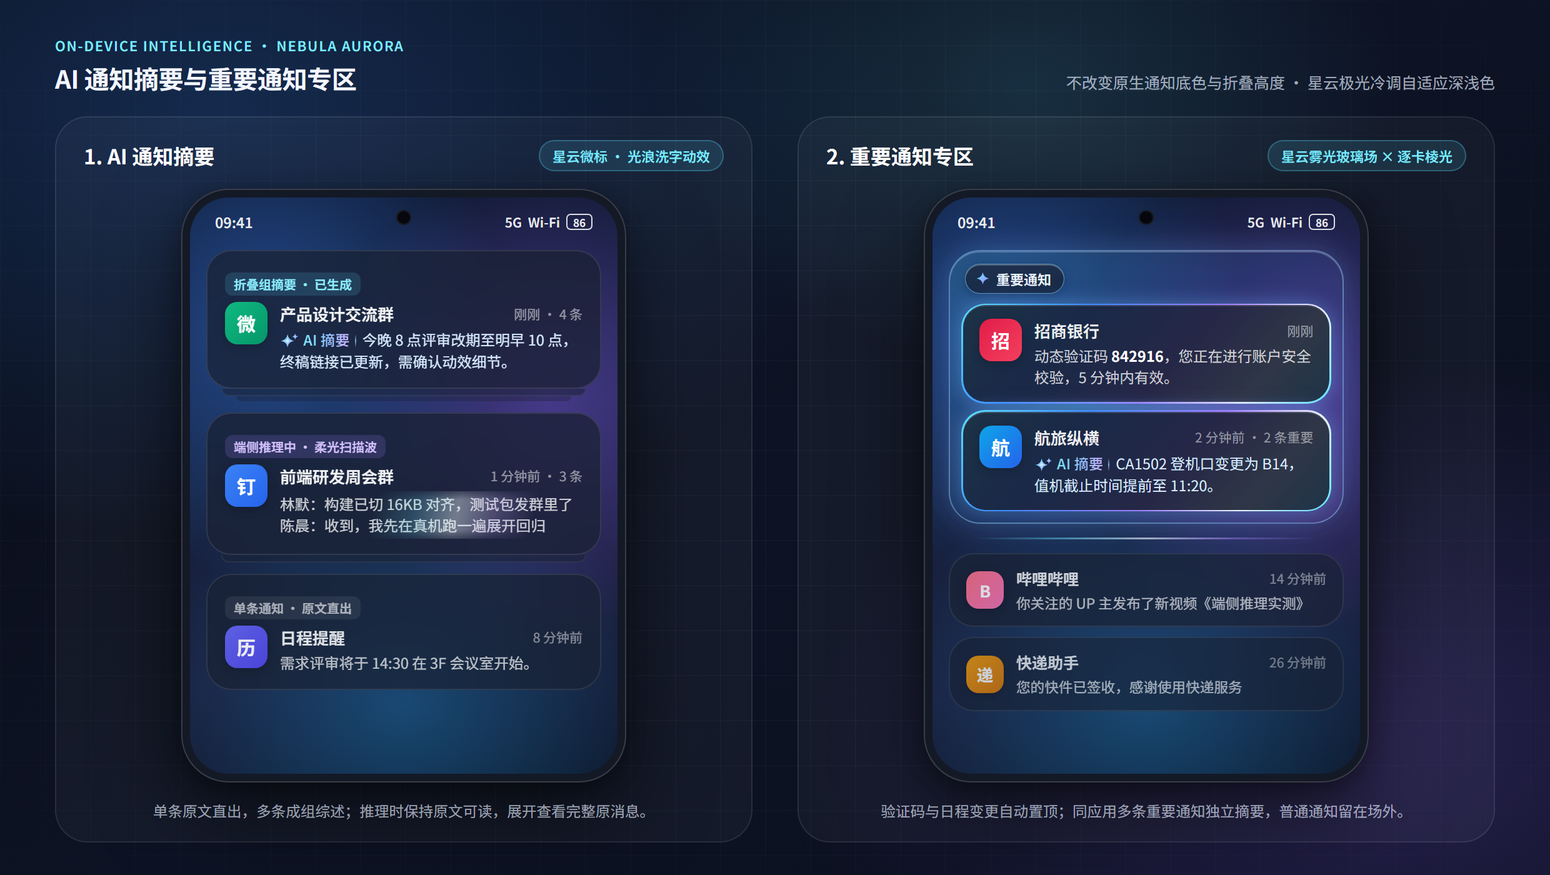 ON-DEVICE INTELLIGENCE • NEBULA AURORA
AI 通知摘要与重要通知专区
不改变原生通知底色与折叠高度 • 星云极光冷调自适应深浅色
1. AI 通知摘要
星云微标 • 光浪洗字动效
09:41
5G Wi-Fi 86
折叠组摘要 • 已生成
微
产品设计交流群
刚刚 • 4 条
AI 摘要 今晚 8 点评审改期至明早 10 点，
终稿链接已更新，需确认动效细节。
端侧推理中 • 柔光扫描波
钉
前端研发周会群
1 分钟前 • 3 条
林默：构建已切 16KB 对齐，测试包发群里了
陈晨：收到，我先在真机跑一遍展开回归
单条通知 • 原文直出
历
日程提醒
8 分钟前
需求评审将于 14:30 在 3F 会议室开始。
单条原文直出，多条成组综述；推理时保持原文可读，展开查看完整原消息。
2. 重要通知专区
星云雾光玻璃场 × 逐卡棱光
09:41
5G Wi-Fi 86
重要通知
招
招商银行
刚刚
动态验证码 842916，您正在进行账户安全
校验，5 分钟内有效。
航
航旅纵横
2 分钟前 • 2 条重要
AI 摘要 CA1502 登机口变更为 B14，
值机截止时间提前至 11:20。
B
哔哩哔哩
14 分钟前
你关注的 UP 主发布了新视频《端侧推理实测》
递
快递助手
26 分钟前
您的快件已签收，感谢使用快递服务
验证码与日程变更自动置顶；同应用多条重要通知独立摘要，普通通知留在场外。